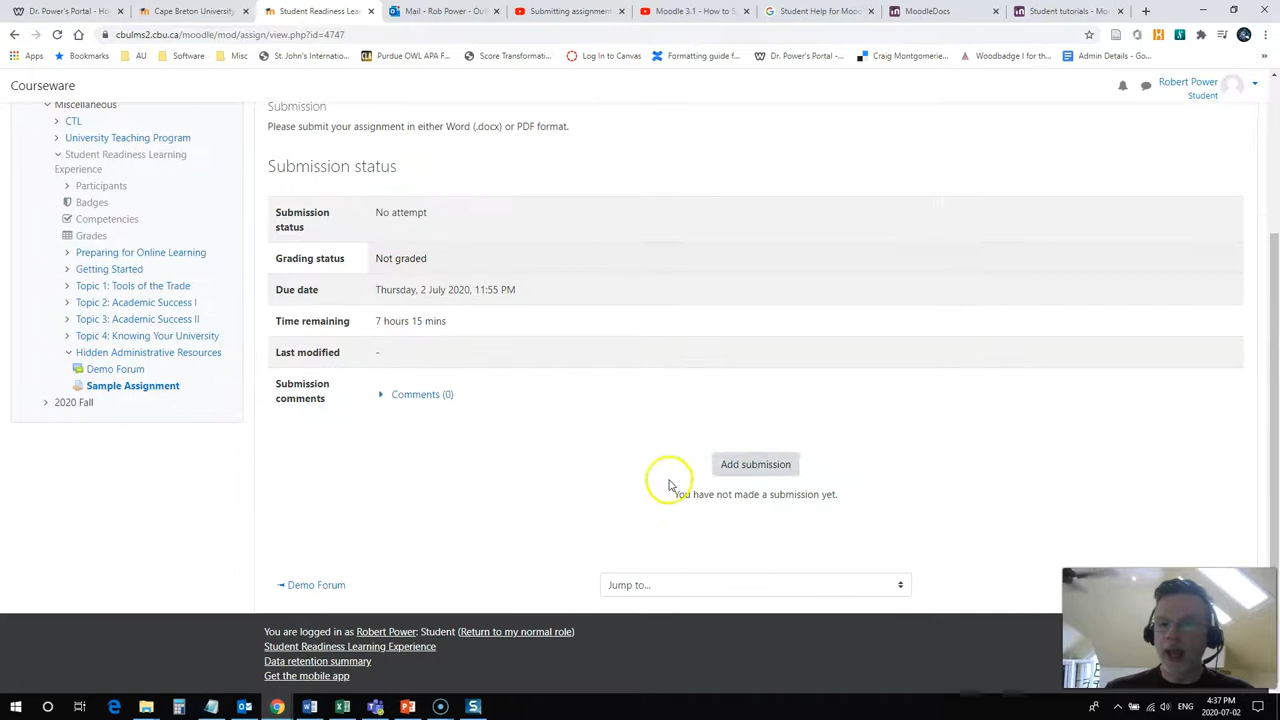 Dr. Power's Portal - Ho
Cape Breton University
Student Readiness Lea
Mail - Rob Power - Ou
Submitting assignment
Moodle 3.1 - How to S
Student Help for Moo
MoodleDocs
Student tutorials - Mo
cbulms2.cbu.ca/moodle/mod/assign/view.php?id=4747
Apps
Bookmarks
AU
Software
Misc
St. John's Internatio...
Purdue OWL APA F...
Score Transformati...
Log In to Canvas
Formatting guide f...
Dr. Power's Portal -...
Craig Montgomerie...
Woodbadge I for th...
Admin Details - Go...
Courseware
Robert Power
Student
Miscellaneous
CTL
University Teaching Program
Student Readiness Learning
Experience
Participants
Badges
Competencies
Grades
Preparing for Online Learning
Getting Started
Topic 1: Tools of the Trade
Topic 2: Academic Success I
Topic 3: Academic Success II
Topic 4: Knowing Your University
Hidden Administrative Resources
Demo Forum
Sample Assignment
2020 Fall
Submission
Please submit your assignment in either Word (.docx) or PDF format.
Submission status
Submission
status
No attempt
Grading status
Not graded
Due date
Thursday, 2 July 2020, 11:55 PM
Time remaining
7 hours 15 mins
Last modified
-
Submission
comments
Comments (0)
Add submission
You have not made a submission yet.
◄ Demo Forum
Jump to...
You are logged in as Robert Power: Student (Return to my normal role)
Student Readiness Learning Experience
Data retention summary
Get the mobile app
ENG
4:37 PM
2020-07-02